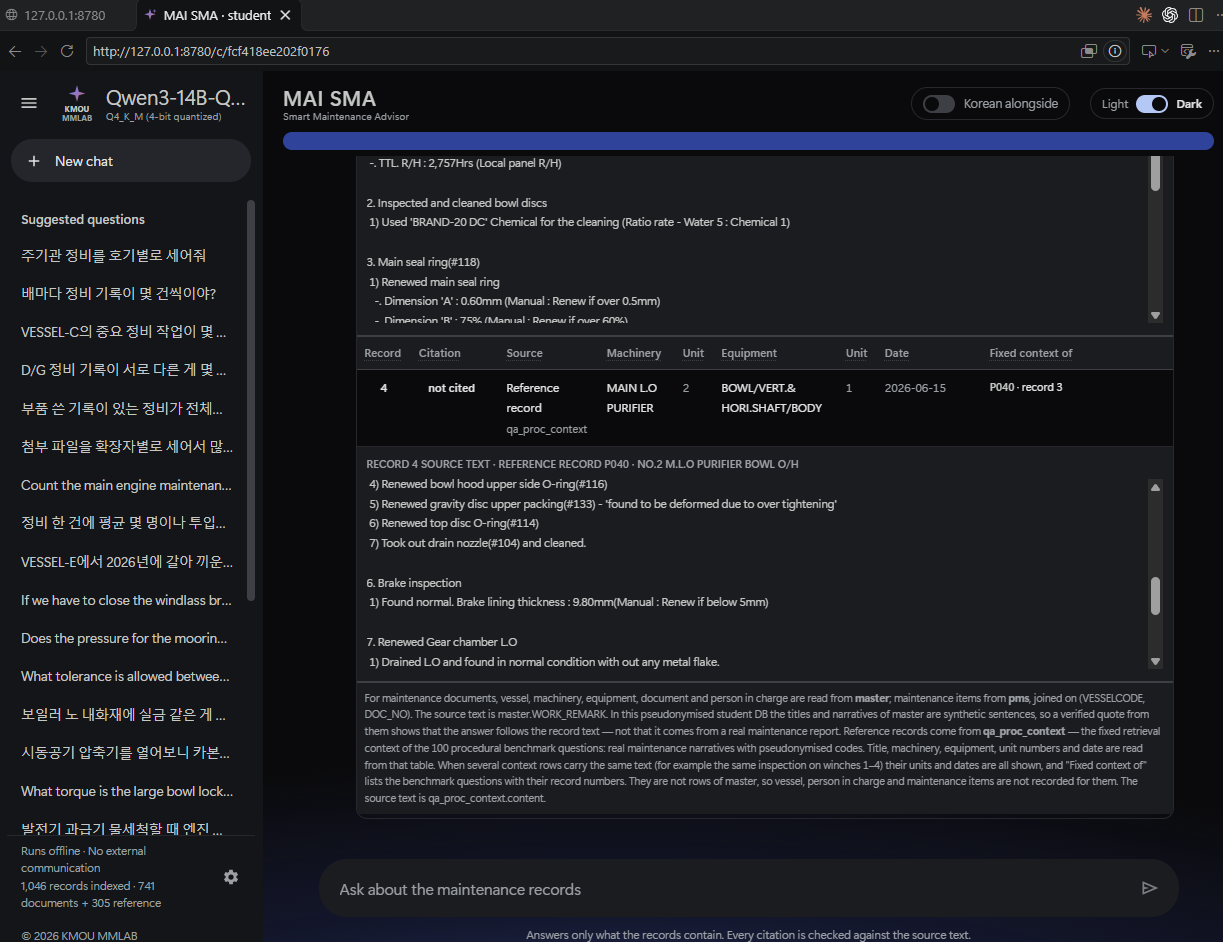 127.0.0.1:8780
MAI SMA · student
http://127.0.0.1:8780/c/fcf418ee202f0176
KMOU
MMLAB
Qwen3-14B-Q...
Q4_K_M (4-bit quantized)
New chat
Suggested questions
주기관 정비를 호기별로 세어줘
배마다 정비 기록이 몇 건씩이야?
VESSEL-C의 중요 정비 작업이 몇 ...
D/G 정비 기록이 서로 다른 게 몇 ...
부품 쓴 기록이 있는 정비가 전체...
첨부 파일을 확장자별로 세어서 많...
Count the main engine maintenan...
정비 한 건에 평균 몇 명이나 투입...
VESSEL-E에서 2026년에 갈아 끼운...
If we have to close the windlass br...
Does the pressure for the moorin...
What tolerance is allowed betwee...
보일러 노 내화재에 실금 같은 게 ...
시동공기 압축기를 열어보니 카본...
What torque is the large bowl lock...
발전기 과급기 물세척할 때 엔진 ...
Runs offline · No external
communication
1,046 records indexed · 741
documents + 305 reference
© 2026 KMOU MMLAB
MAI SMA
Smart Maintenance Advisor
Korean alongside
Light
Dark
-. TTL. R/H : 2,757Hrs (Local panel R/H)
2. Inspected and cleaned bowl discs
1) Used 'BRAND-20 DC' Chemical for the cleaning (Ratio rate - Water 5 : Chemical 1)
3. Main seal ring(#118)
1) Renewed main seal ring
-. Dimension 'A' : 0.60mm (Manual : Renew if over 0.5mm)
-. Dimension 'B' : 75% (Manual : Renew if over 60%)
Record Citation Source Machinery Unit Equipment Unit Date Fixed context of
4 not cited Reference MAIN L.O 2 BOWL/VERT.& 1 2026-06-15 P040 · record 3
record PURIFIER HORI.SHAFT/BODY
qa_proc_context
RECORD 4 SOURCE TEXT · REFERENCE RECORD P040 · NO.2 M.L.O PURIFIER BOWL O/H
4) Renewed bowl hood upper side O-ring(#116)
5) Renewed gravity disc upper packing(#133) - 'found to be deformed due to over tightening'
6) Renewed top disc O-ring(#114)
7) Took out drain nozzle(#104) and cleaned.
6. Brake inspection
1) Found normal. Brake lining thickness : 9.80mm(Manual : Renew if below 5mm)
7. Renewed Gear chamber L.O
1) Drained L.O and found in normal condition with out any metal flake.
For maintenance documents, vessel, machinery, equipment, document and person in charge are read from master; maintenance items from pms, joined on (VESSELCODE,
DOC_NO). The source text is master.WORK_REMARK. In this pseudonymised student DB the titles and narratives of master are synthetic sentences, so a verified quote from
them shows that the answer follows the record text — not that it comes from a real maintenance report. Reference records come from qa_proc_context — the fixed retrieval
context of the 100 procedural benchmark questions: real maintenance narratives with pseudonymised codes. Title, machinery, equipment, unit numbers and date are read
from that table. When several context rows carry the same text (for example the same inspection on winches 1–4) their units and dates are all shown, and "Fixed context of"
lists the benchmark questions with their record numbers. They are not rows of master, so vessel, person in charge and maintenance items are not recorded for them. The
source text is qa_proc_context.content.
Ask about the maintenance records
Answers only what the records contain. Every citation is checked against the source text.